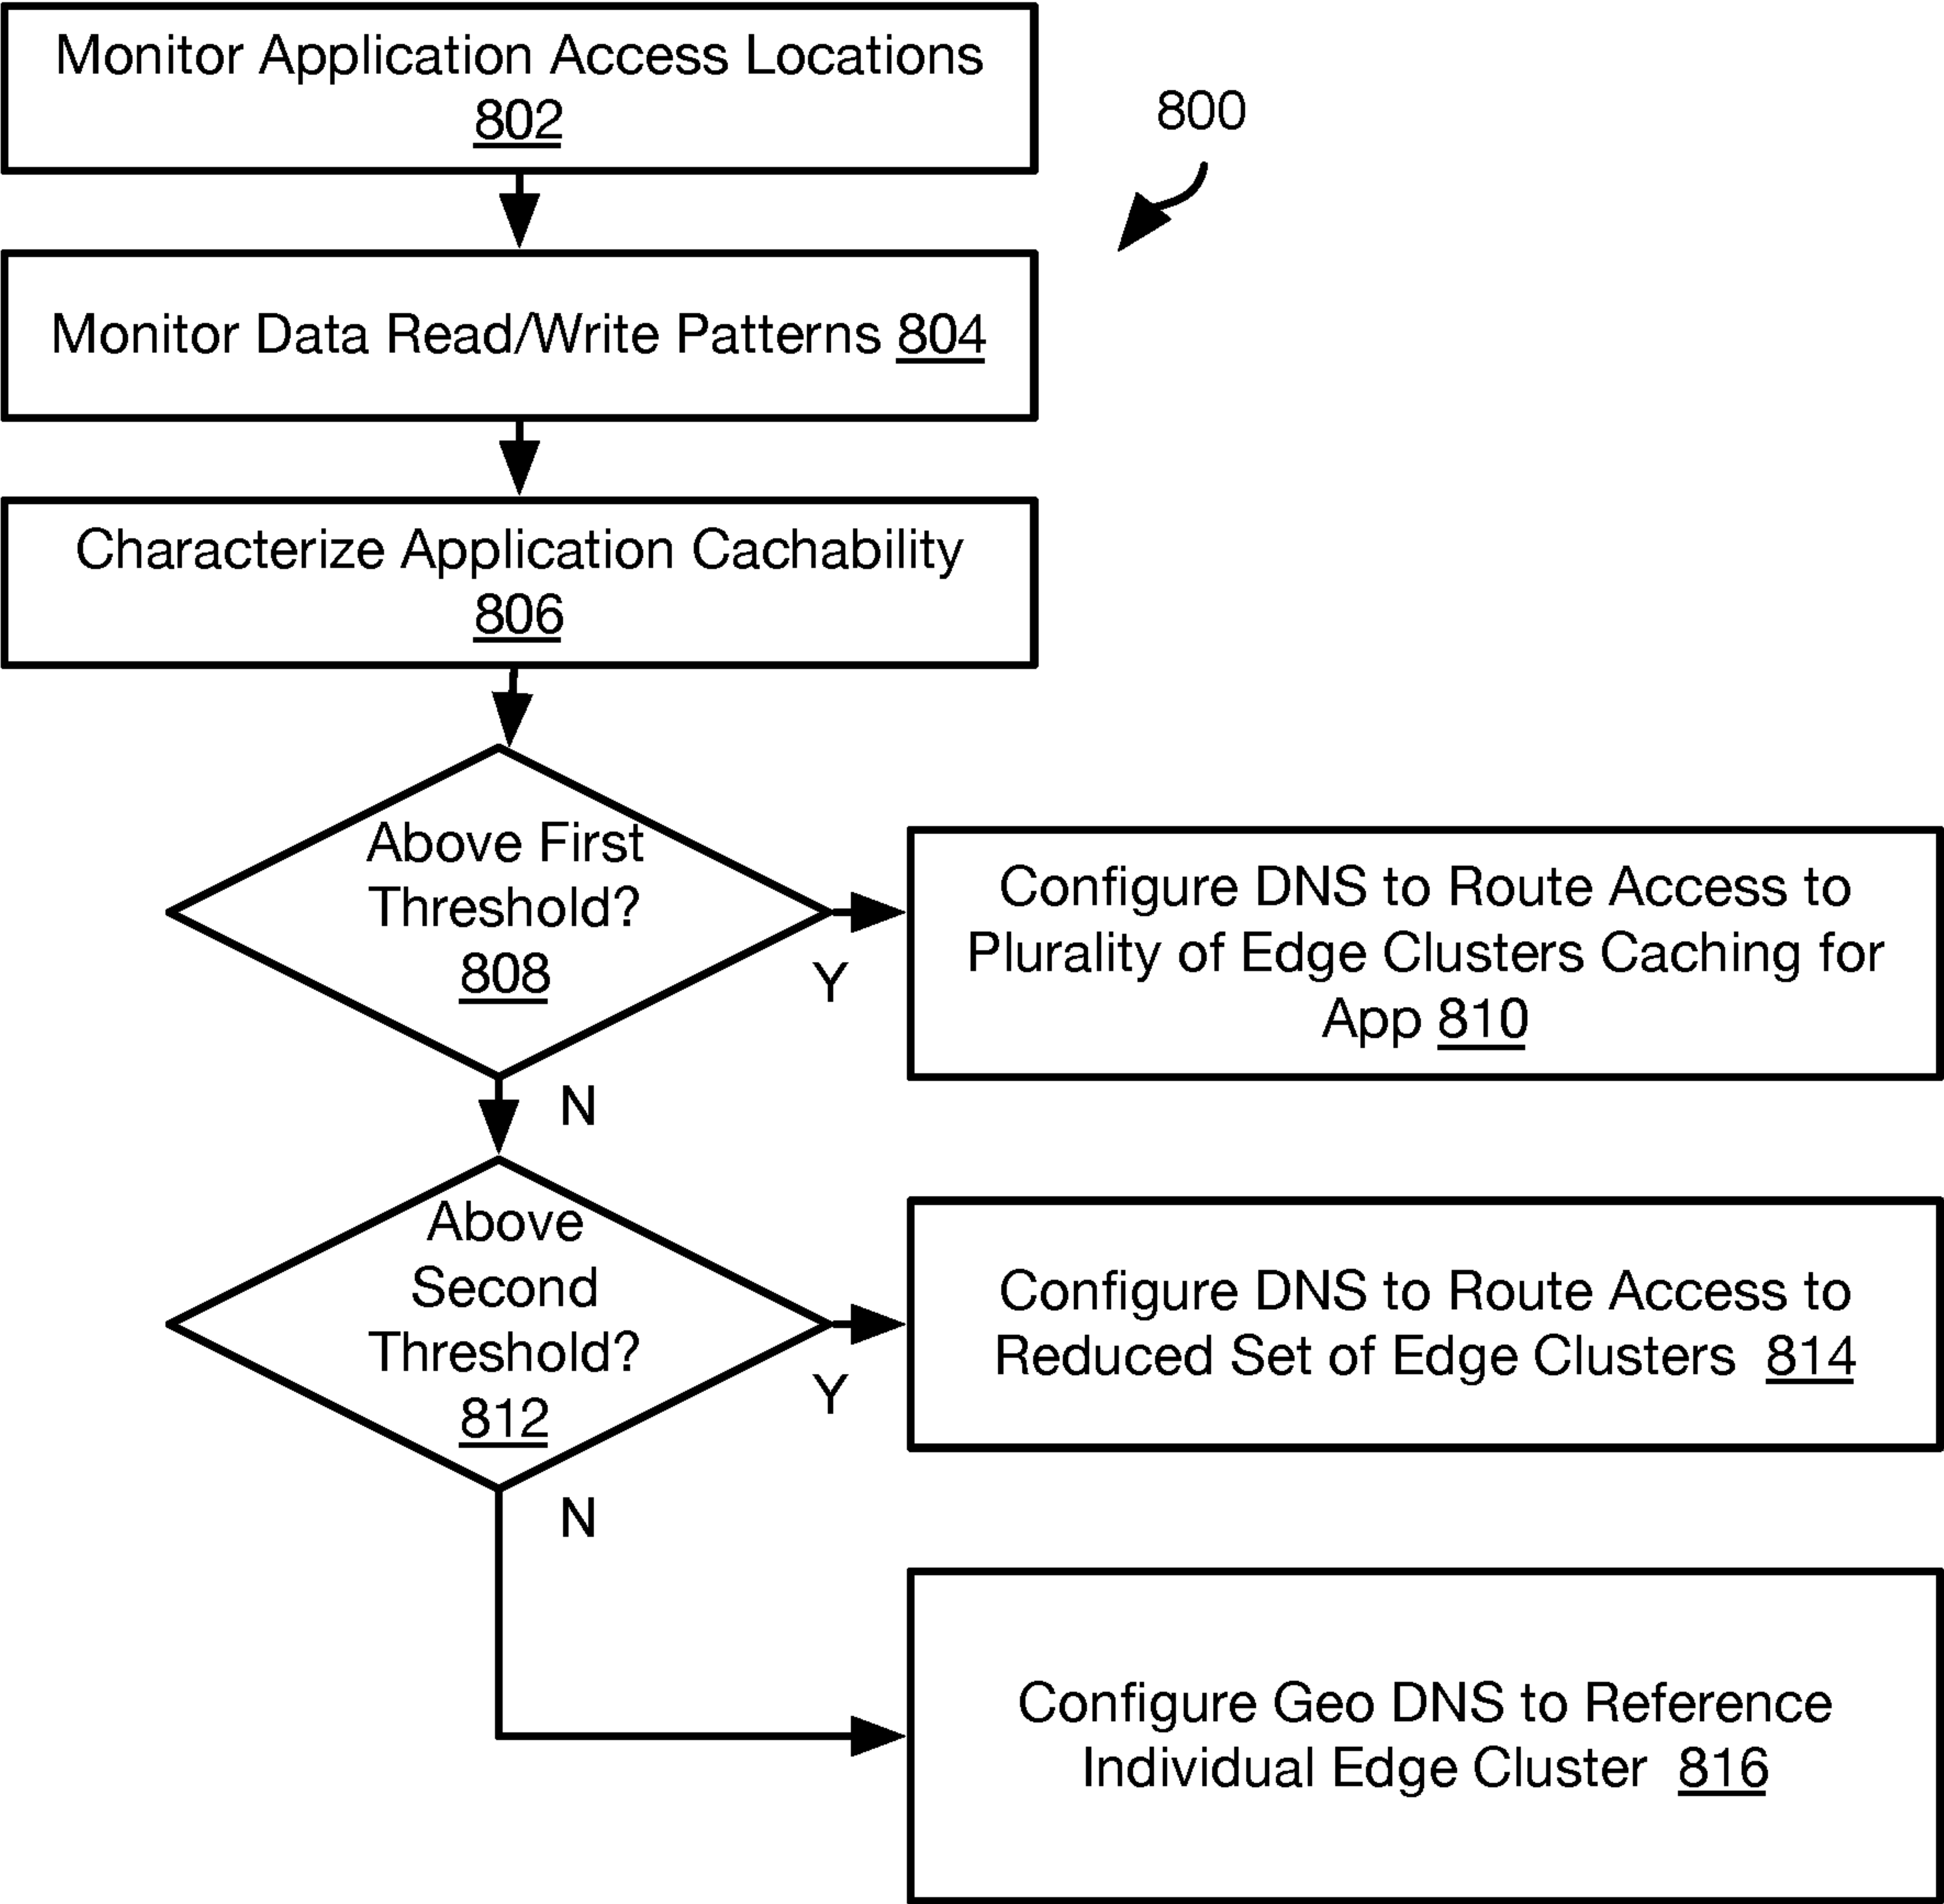 Monitor Application Access Locations
802
800
Monitor Data Read/Write Patterns 804
Characterize Application Cachability
806
Above First
Threshold?
808
Y
N
Configure DNS to Route Access to
Plurality of Edge Clusters Caching for
App 810
Above
Second
Threshold?
812
Y
N
Configure DNS to Route Access to
Reduced Set of Edge Clusters 814
Configure Geo DNS to Reference
Individual Edge Cluster 816